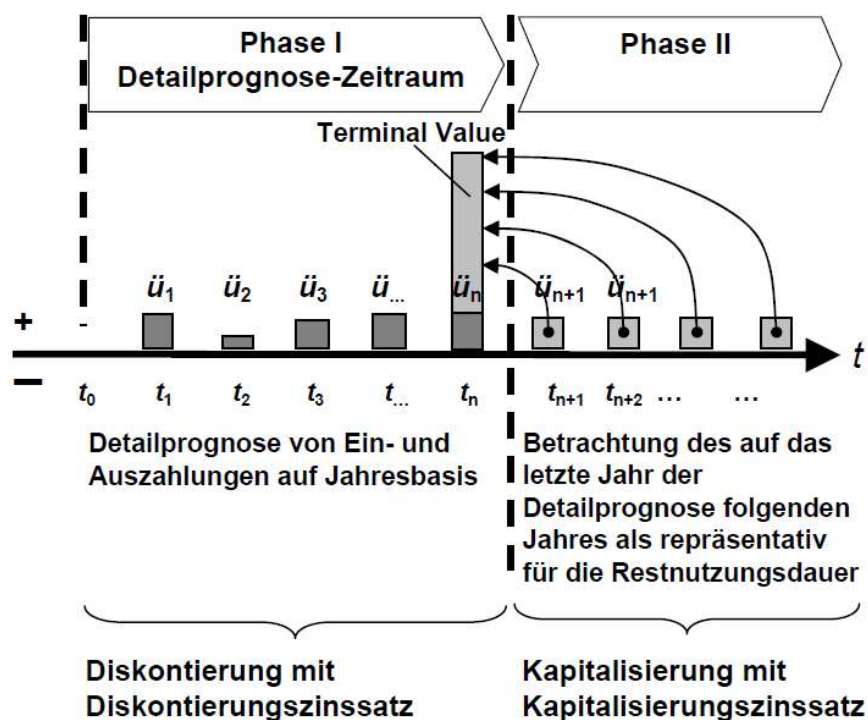 Phase I
Detailprognose-Zeitraum
Phase II
Terminal Value
ü1 ü2 ü3 ü... ün ün+1 ün+1
+ -
– t
t0 t1 t2 t3 t... tn tn+1 tn+2 ... ...
Detailprognose von Ein- und
Auszahlungen auf Jahresbasis
Betrachtung des auf das
letzte Jahr der
Detailprognose folgenden
Jahres als repräsentativ
für die Restnutzungsdauer
Diskontierung mit
Diskontierungszinssatz
Kapitalisierung mit
Kapitalisierungszinssatz